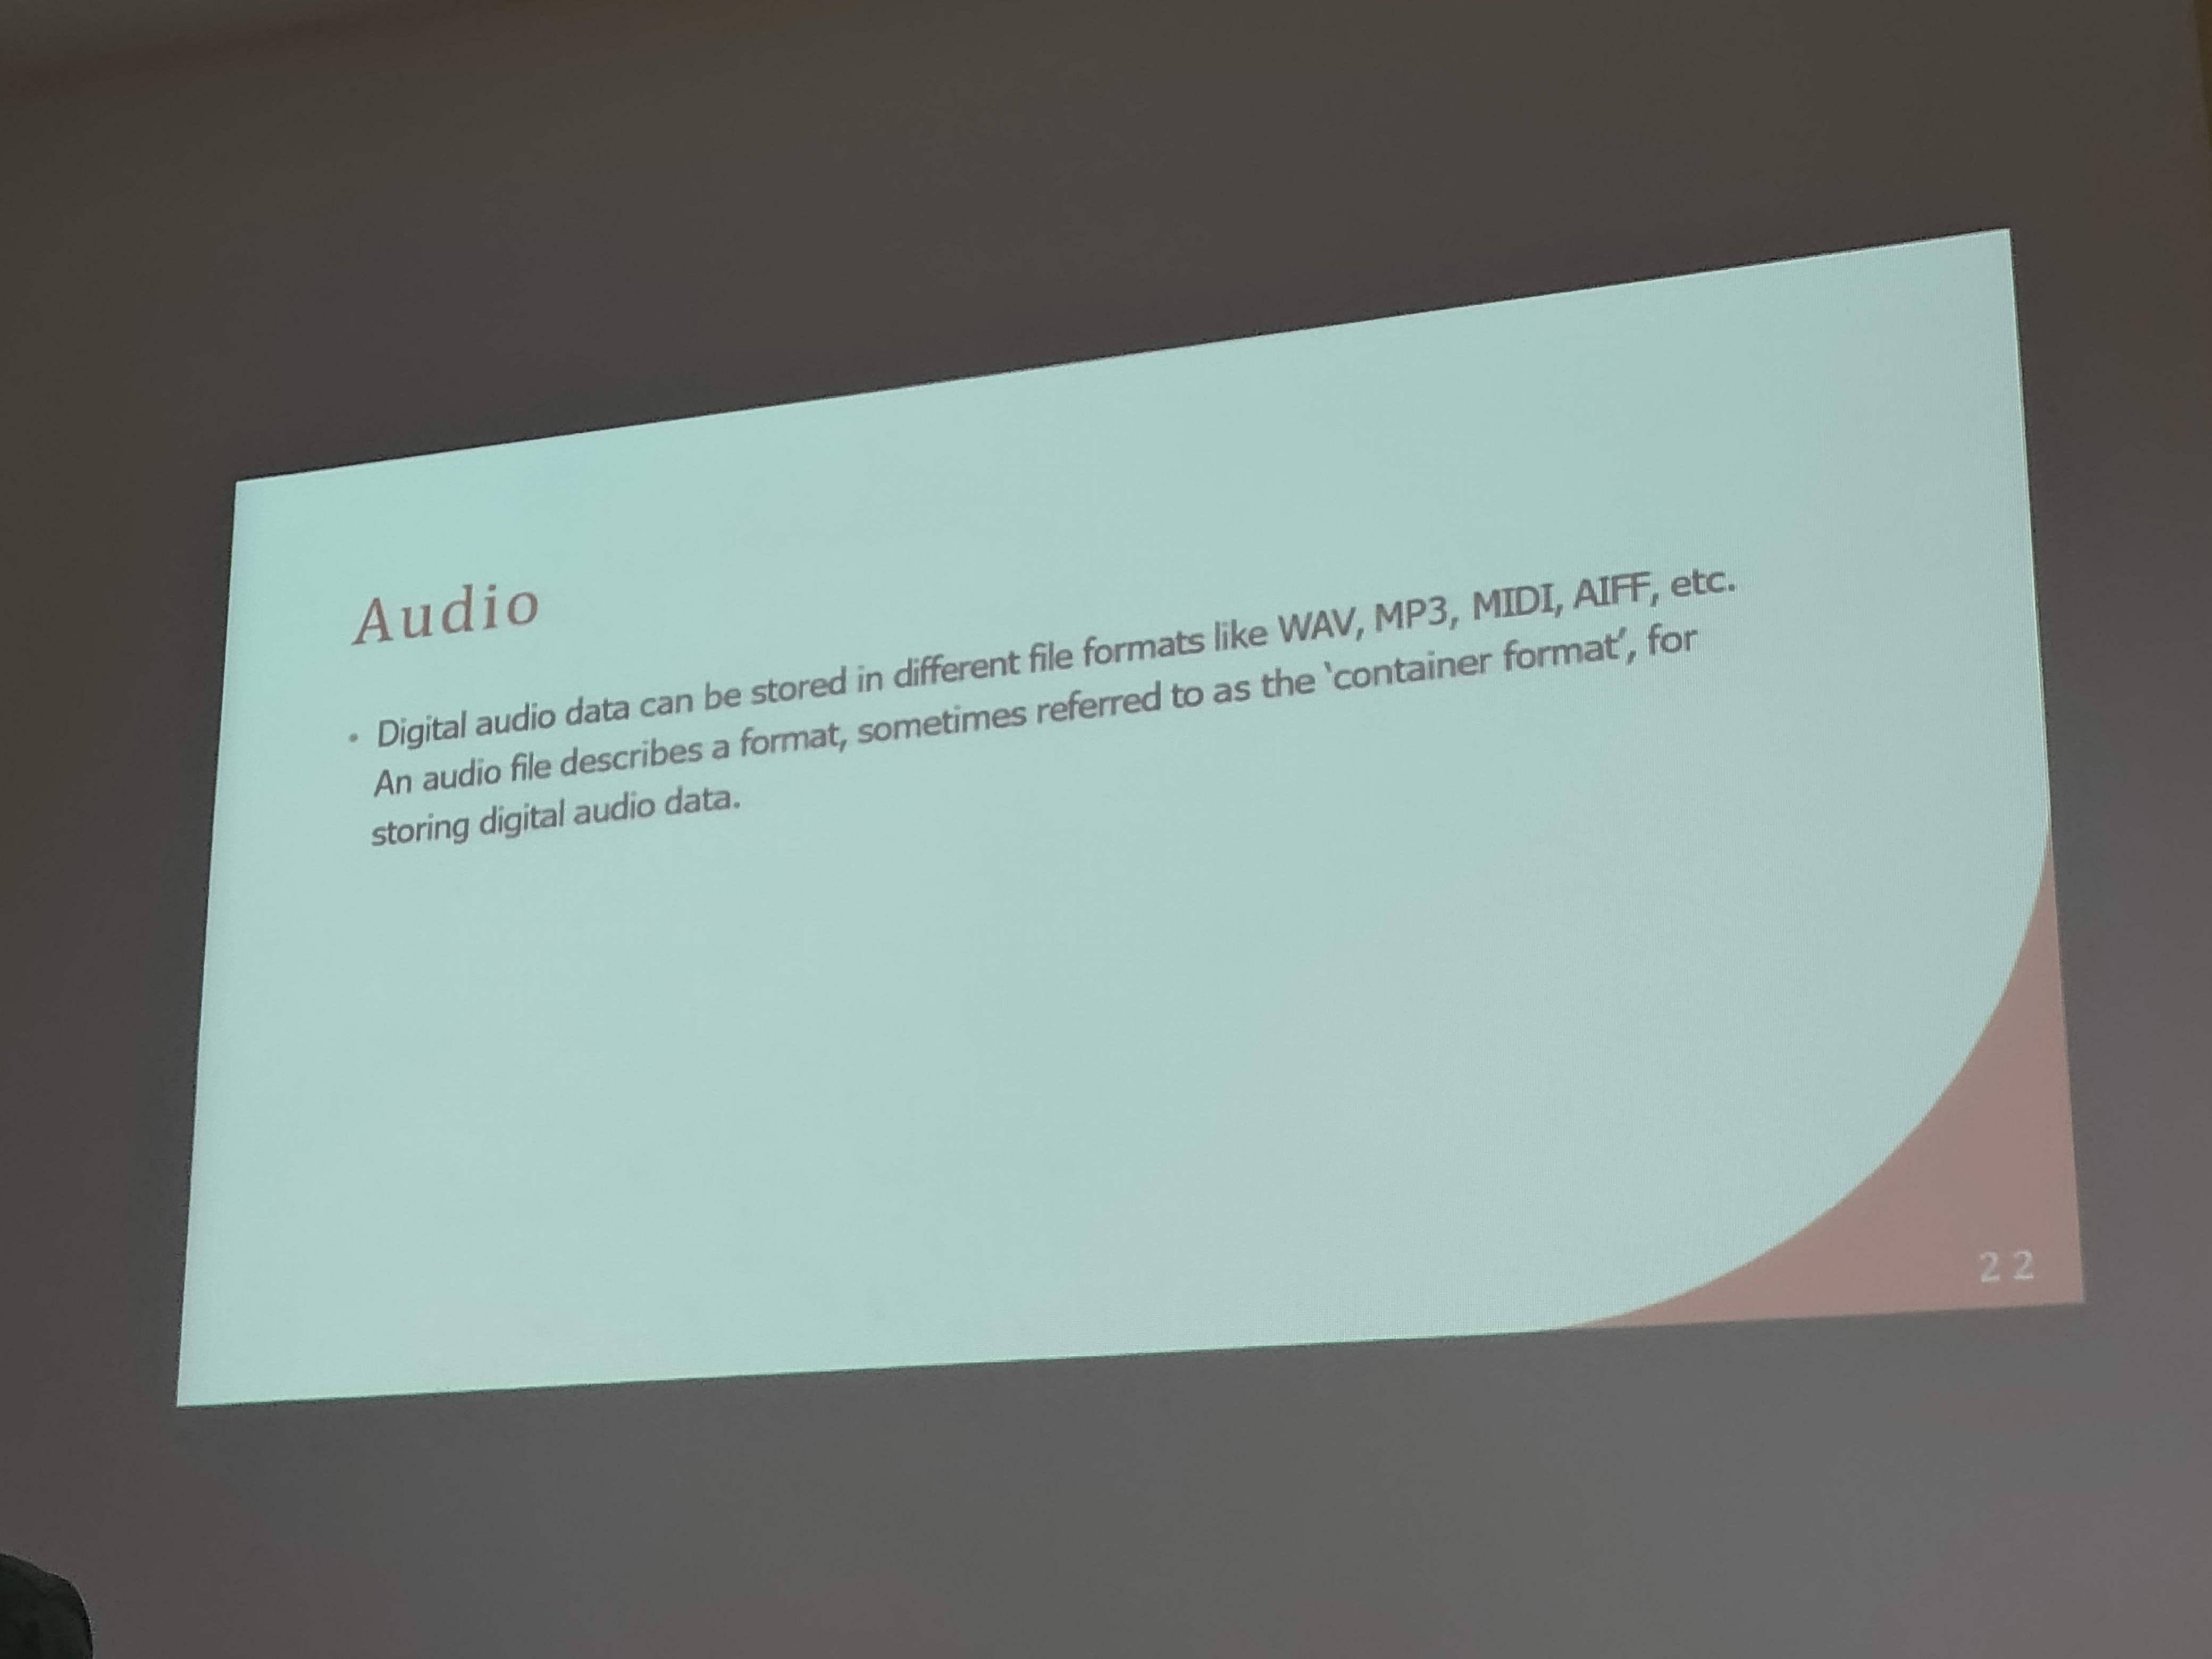 Audio
• Digital audio data can be stored in different file formats like WAV, MP3, MIDI, AIFF, etc.
An audio file describes a format, sometimes referred to as the ‘container format’, for
storing digital audio data.
22